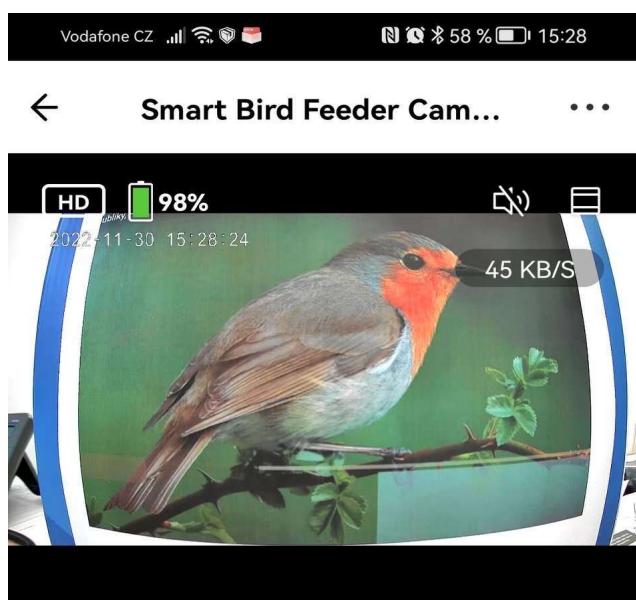 Vodafone CZ 58 % 15:28
Smart Bird Feeder Cam...
HD 98%
ubliky,
2022-11-30 15:28:24
45 KB/S